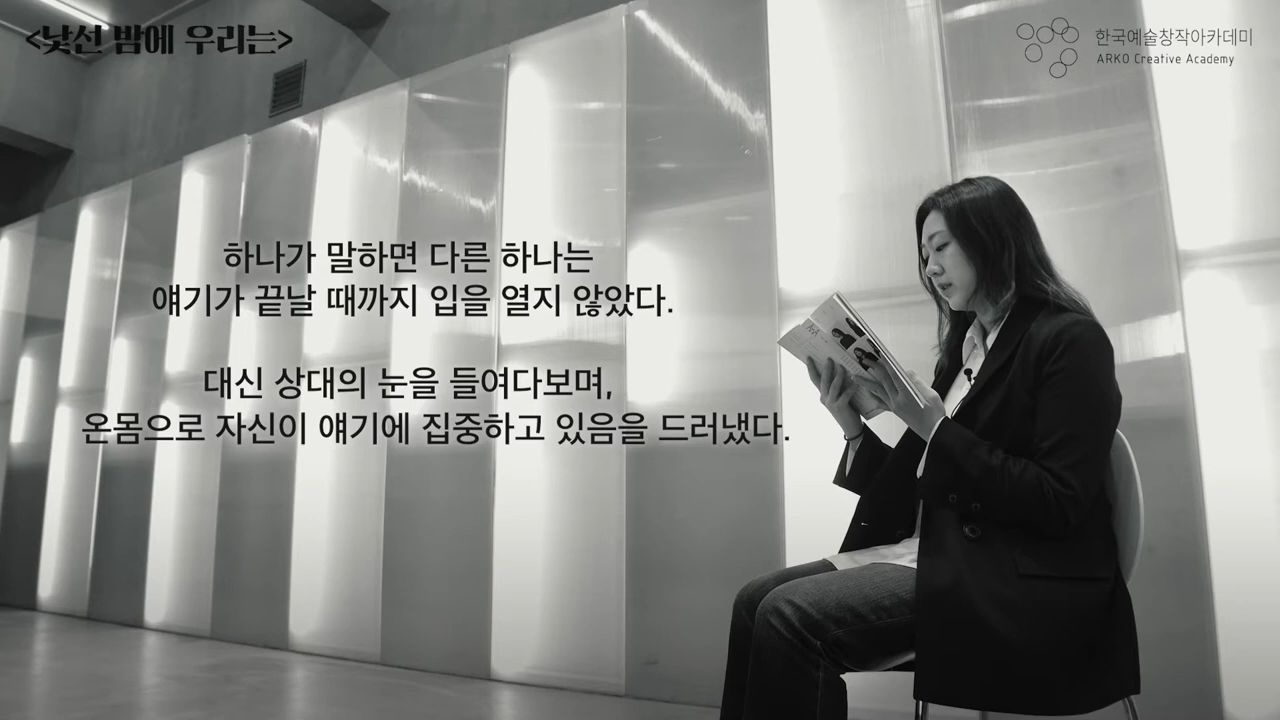 <낯선 밤에 우리는>
한국예술창작아카데미
ARKO Creative Academy
하나가 말하면 다른 하나는
얘기가 끝날 때까지 입을 열지 않았다.
대신 상대의 눈을 들여다보며,
온몸으로 자신이 얘기에 집중하고 있음을 드러냈다.